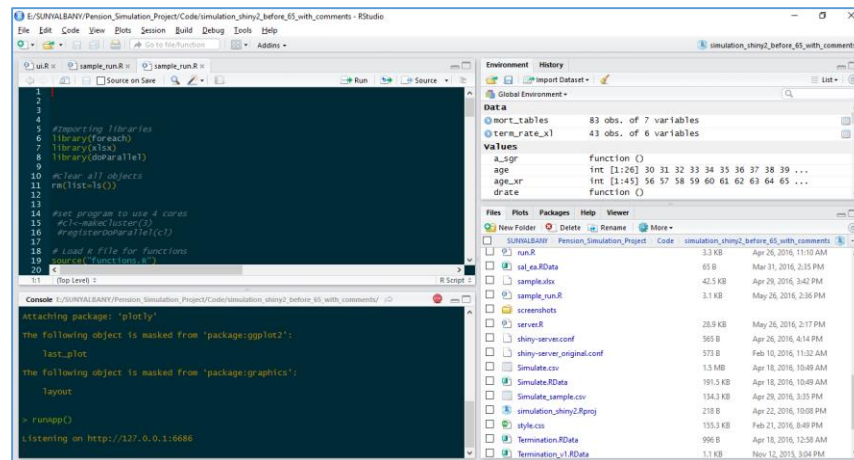 E:/SUNYALBANY/Pension_Simulation_Project/Code/simulation_shiny2_before_65_with_comments - RStudio
File Edit Code View Plots Session Build Debug Tools Help
Go to file/function Addins simulation_shiny2_before_65_with_comments
ui.R sample_run.R sample_run.R
Source on Save Run Source
1
2
3
4
5 #Importing libraries
6 library(foreach)
7 library(xlsx)
8 library(doParallel)
9
10 #clear all objects
11 rm(list=ls())
12
13
14 #set program to use 4 cores
15 #cl<-makeCluster(3)
16 #registerDoParallel(cl)
17
18 # Load R file for functions
19 source("functions.R")
20
1:1 (Top Level) R Script
Console E:/SUNYALBANY/Pension_Simulation_Project/Code/simulation_shiny2_before_65_with_comments/
Attaching package: 'plotly'
The following object is masked from 'package:ggplot2':
last_plot
The following object is masked from 'package:graphics':
layout
> runApp()
Listening on http://127.0.0.1:6686
Environment History
Import Dataset List
Global Environment
Data
mort_tables 83 obs. of 7 variables
term_rate_xl 43 obs. of 6 variables
Values
a_sgr function ()
age int [1:26] 30 31 32 33 34 35 36 37 38 39 ...
age_xr int [1:45] 56 57 58 59 60 61 62 63 64 65 ...
drate function ()
Files Plots Packages Help Viewer
New Folder Delete Rename More
SUNYALBANY Pension_Simulation_Project Code simulation_shiny2_before_65_with_comments
run.R 3.3 KB Apr 26, 2016, 11:10 AM
sal_ea.RData 65 B Mar 31, 2016, 2:35 PM
sample.xlsx 42.5 KB Apr 29, 2016, 3:42 PM
sample_run.R 3.1 KB May 26, 2016, 2:36 PM
screenshots
server.R 28.9 KB May 26, 2016, 2:17 PM
shiny-server.conf 565 B Apr 26, 2016, 4:14 PM
shiny-server_original.conf 573 B Feb 10, 2016, 11:32 AM
Simulate.csv 1.5 MB Apr 18, 2016, 10:49 AM
Simulate.RData 191.5 KB Apr 18, 2016, 10:49 AM
Simulate_sample.csv 134.3 KB Apr 29, 2016, 3:35 PM
simulation_shiny2.Rproj 218 B Apr 22, 2016, 10:08 PM
style.css 155.3 KB Feb 21, 2016, 8:49 PM
Termination.RData 996 B Apr 18, 2016, 12:58 AM
Termination_v1.RData 1.1 KB Nov 12, 2015, 3:04 PM